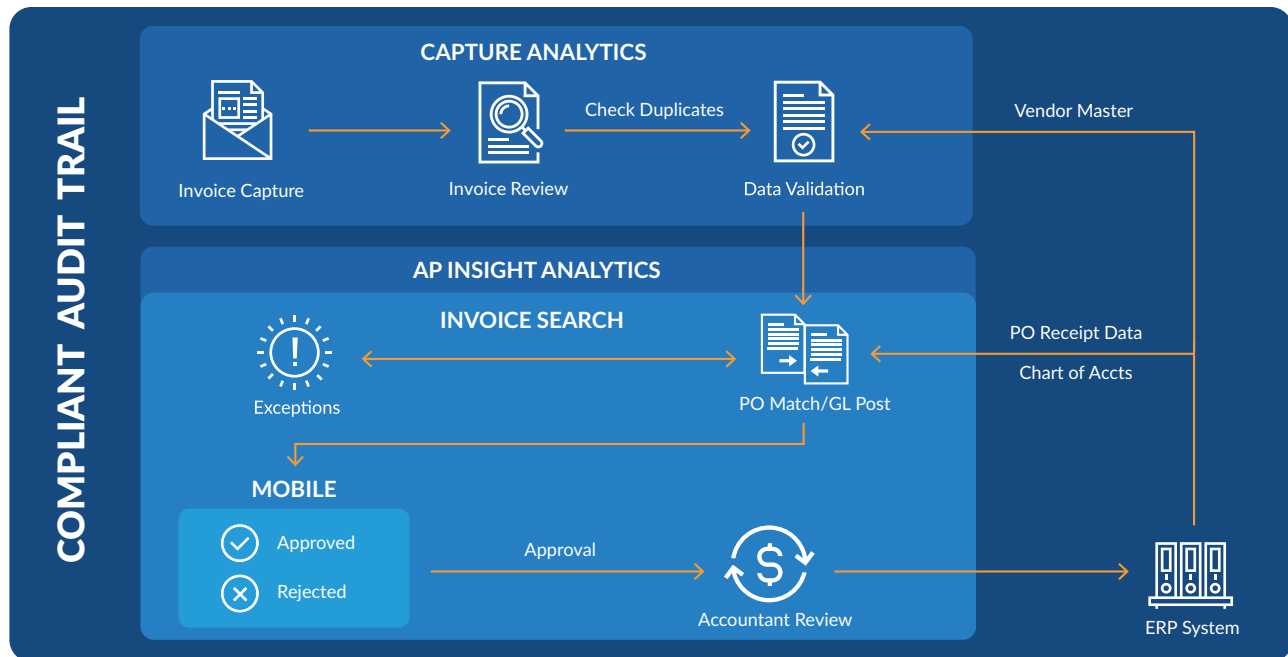 COMPLIANT AUDIT TRAIL
CAPTURE ANALYTICS
Invoice Capture
Invoice Review
Check Duplicates
Data Validation
Vendor Master
AP INSIGHT ANALYTICS
INVOICE SEARCH
Exceptions
PO Match/GL Post
PO Receipt Data
Chart of Accts
MOBILE
Approved
Rejected
Approval
$
Accountant Review
ERP System